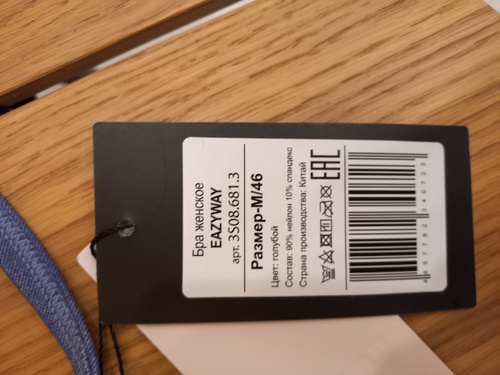 Бра женское
EAZYWAY
арт. 3S08.681.3
Размер-M/46
Цвет: голубой
Состав: 90% нейлон 10% спандекс
Страна производства: Китай
EAC